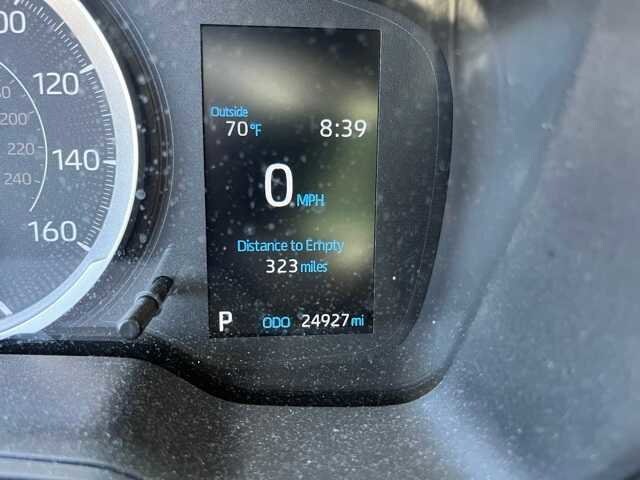 120
140
160
200
220
240
Outside
70°F 8:39
0 MPH
Distance to Empty
323 miles
P ODO 24927 mi